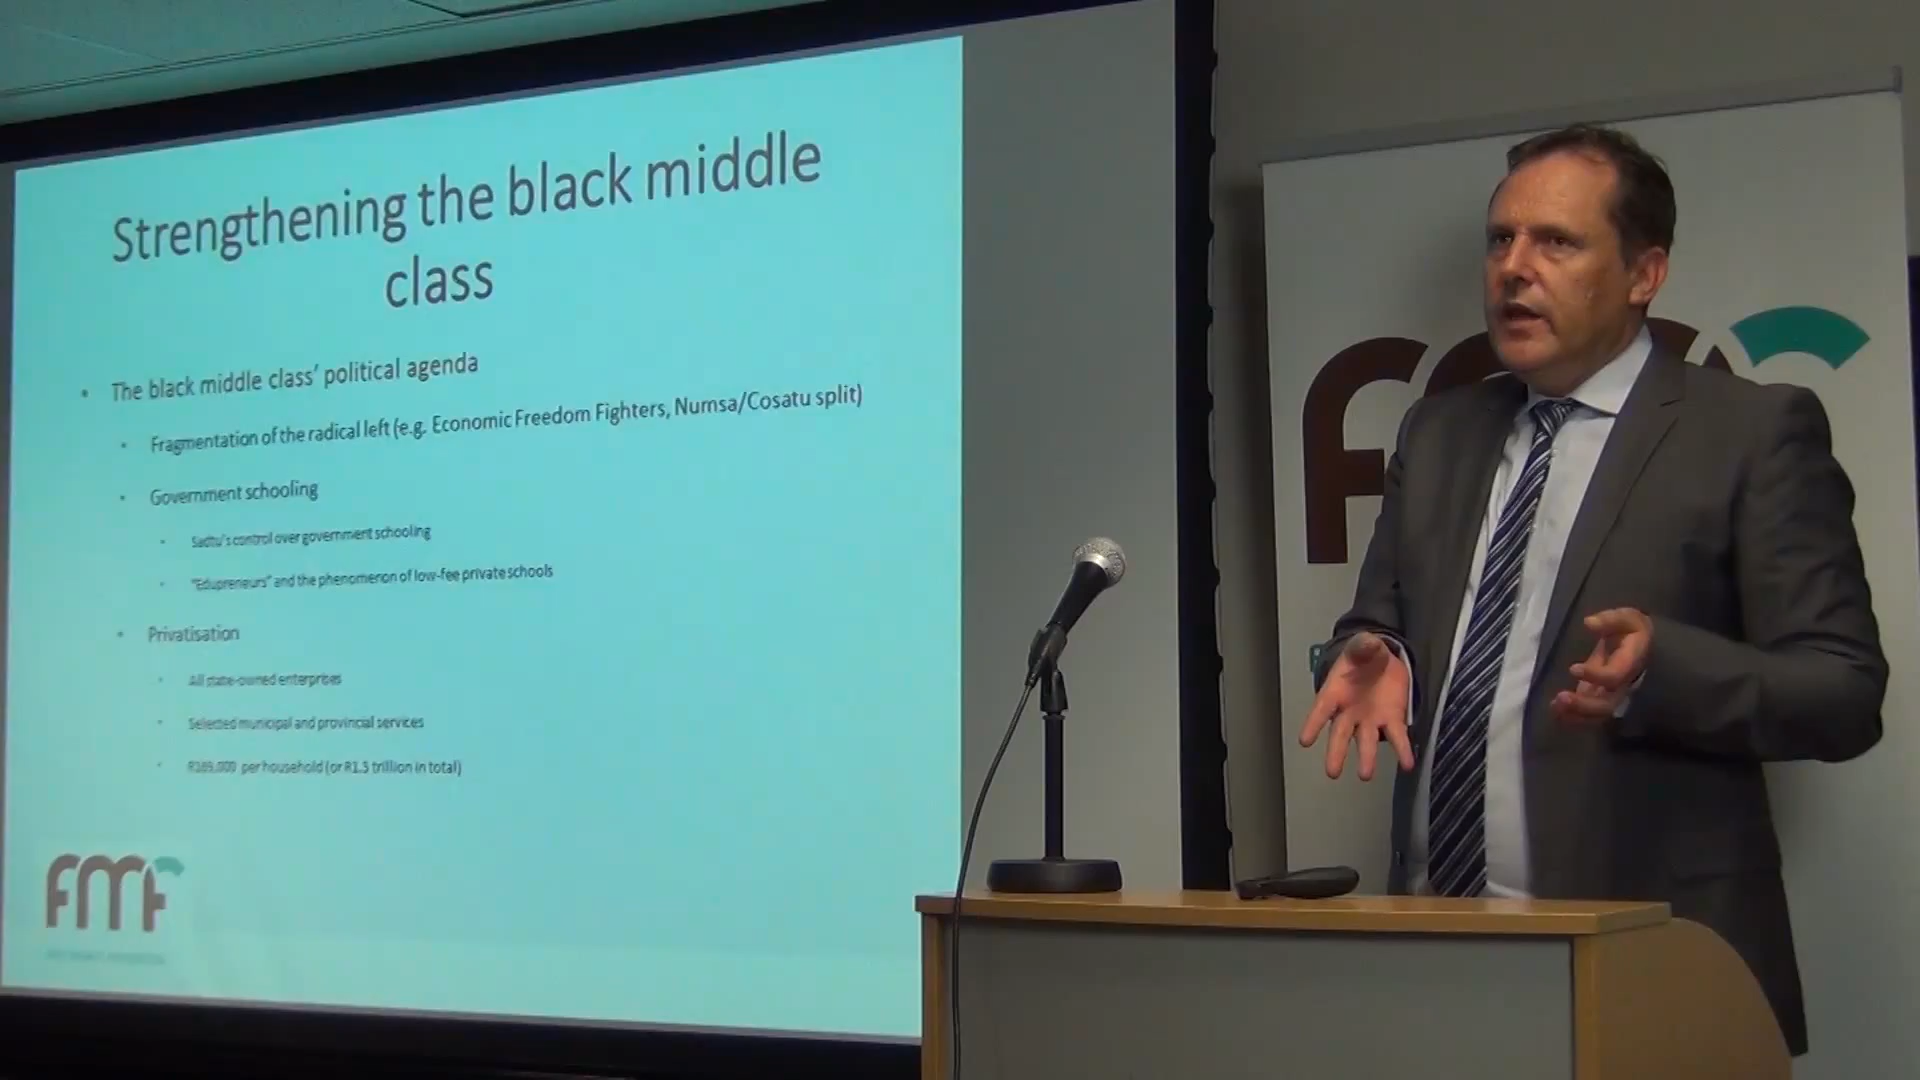 Strengthening the black middle
class
• The black middle class’ political agenda
• Fragmentation of the radical left (e.g. Economic Freedom Fighters, Numsa/Cosatu split)
• Government schooling
• Sadtu's control over government schooling
• "Edupreneurs" and the phenomenon of low-fee private schools
• Privatisation
• All state-owned enterprises
• Selected municipal and provincial services
• per household (or R1.3 trillion in total)
FMF